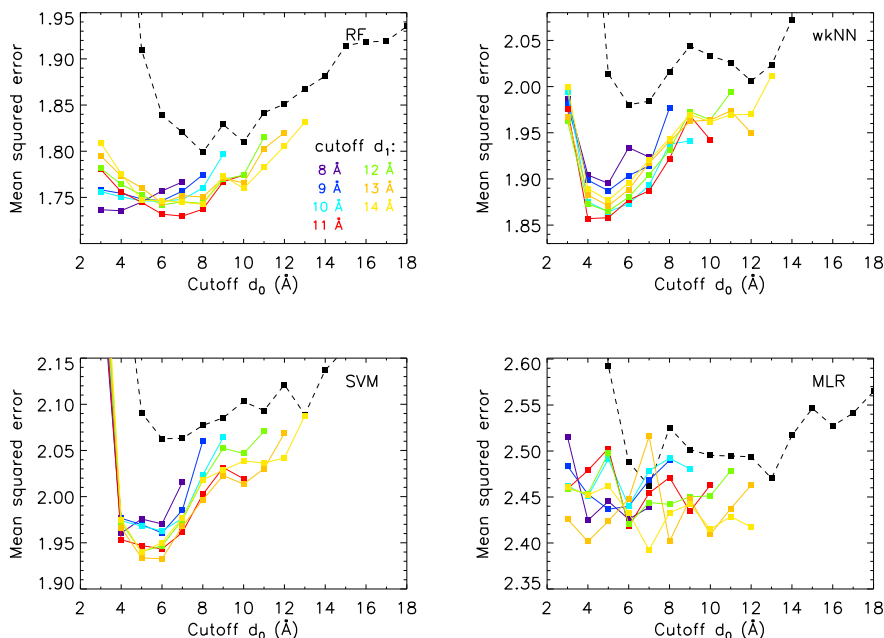 1.95
1.90
1.85
1.80
1.75
1.70
Mean squared error
RF
cutoff d1:
8 Å
9 Å
10 Å
11 Å
12 Å
13 Å
14 Å
2 4 6 8 10 12 14 16 18
Cutoff d0 (Å)
2.05
2.00
1.95
1.90
1.85
Mean squared error
wkNN
2 4 6 8 10 12 14 16 18
Cutoff d0 (Å)
2.15
2.10
2.05
2.00
1.95
1.90
Mean squared error
SVM
2 4 6 8 10 12 14 16 18
Cutoff d0 (Å)
2.60
2.55
2.50
2.45
2.40
2.35
Mean squared error
MLR
2 4 6 8 10 12 14 16 18
Cutoff d0 (Å)